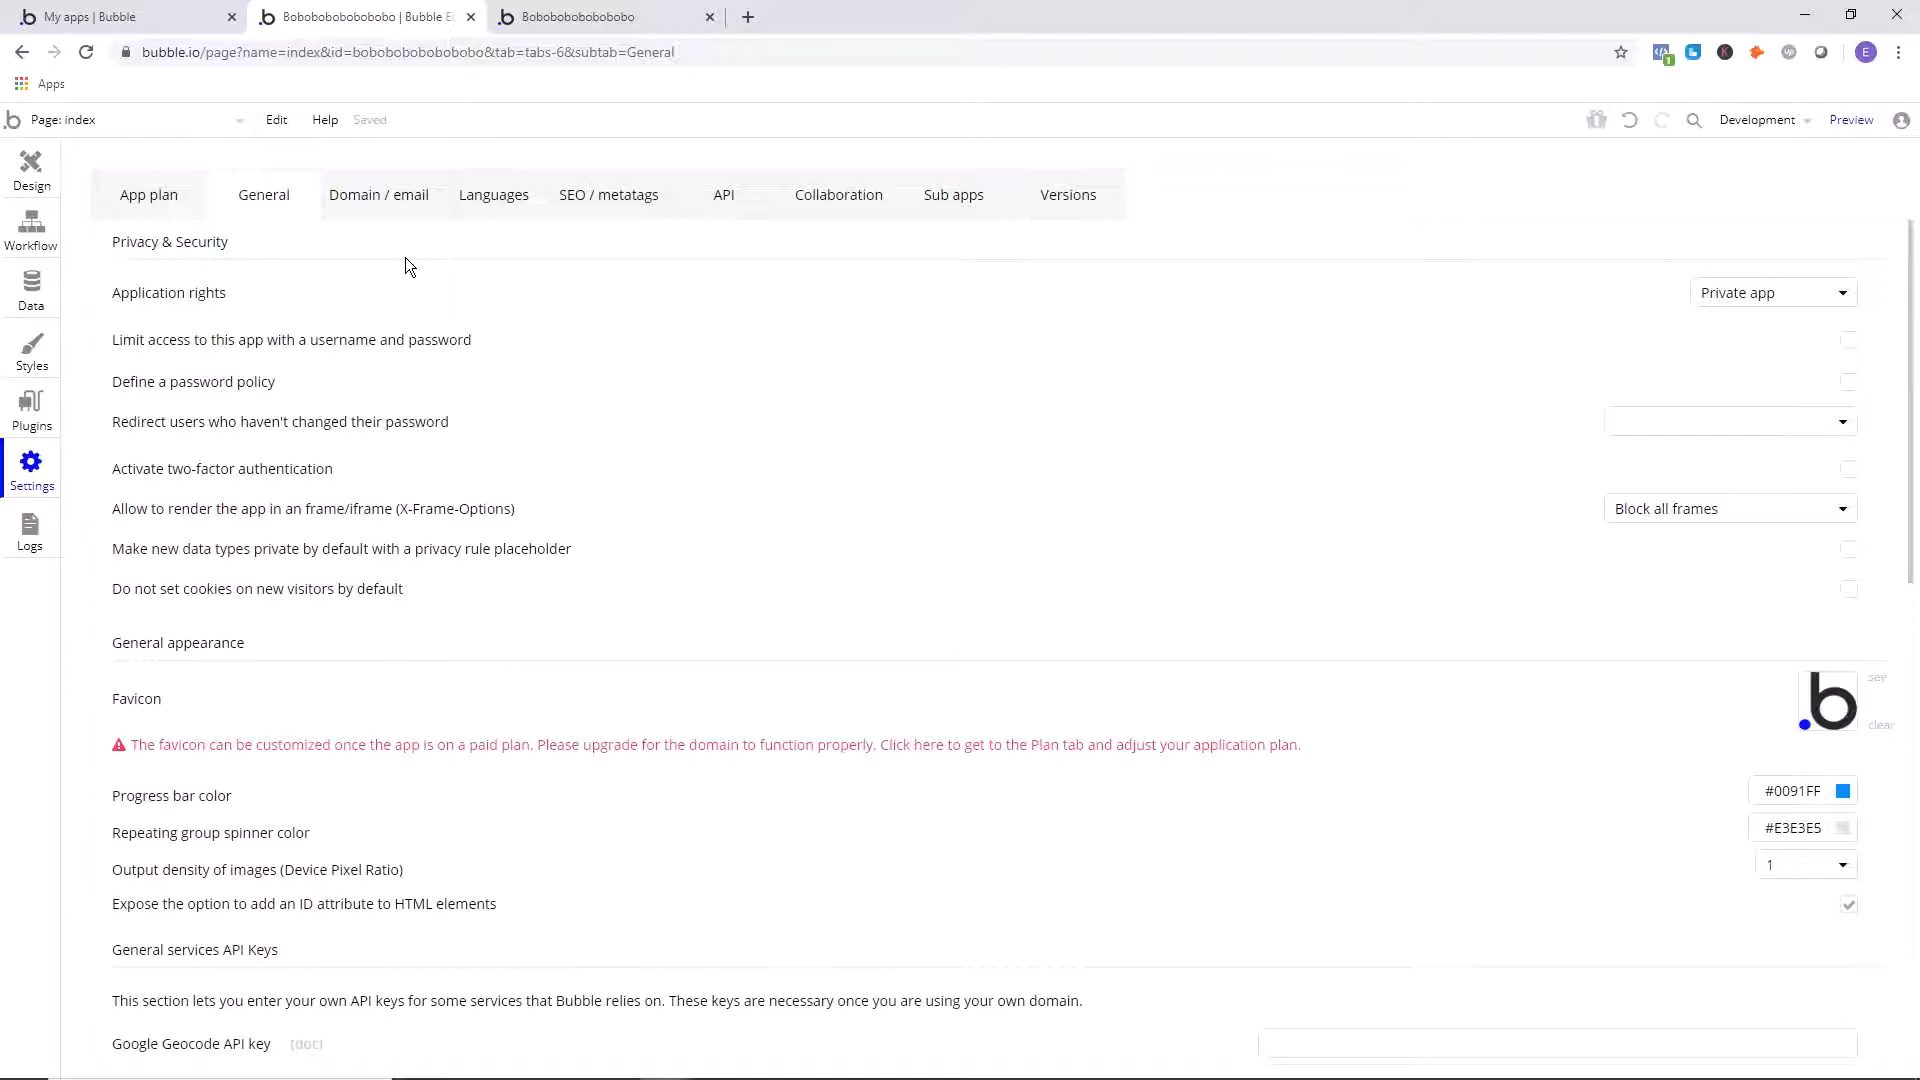 My apps | Bubble
Bobobobobobobobo | Bubble Ec
Bobobobobobobobo
bubble.io/page?name=index&id=bobobobobobobobo&tab=tabs-6&subtab=General
1
E
Apps
Page: index
Edit
Help
Saved
Development
Preview
Design
Workflow
Data
Styles
Plugins
Settings
Logs
App plan
General
Domain / email
Languages
SEO / metatags
API
Collaboration
Sub apps
Versions
Privacy & Security
Application rights
Private app
Limit access to this app with a username and password
Define a password policy
Redirect users who haven't changed their password
Activate two-factor authentication
Allow to render the app in an frame/iframe (X-Frame-Options)
Block all frames
Make new data types private by default with a privacy rule placeholder
Do not set cookies on new visitors by default
General appearance
Favicon
b
see
clear
The favicon can be customized once the app is on a paid plan. Please upgrade for the domain to function properly. Click here to get to the Plan tab and adjust your application plan.
Progress bar color
#0091FF
Repeating group spinner color
#E3E3E5
Output density of images (Device Pixel Ratio)
1
Expose the option to add an ID attribute to HTML elements
General services API Keys
This section lets you enter your own API keys for some services that Bubble relies on. These keys are necessary once you are using your own domain.
Google Geocode API key
(doc)